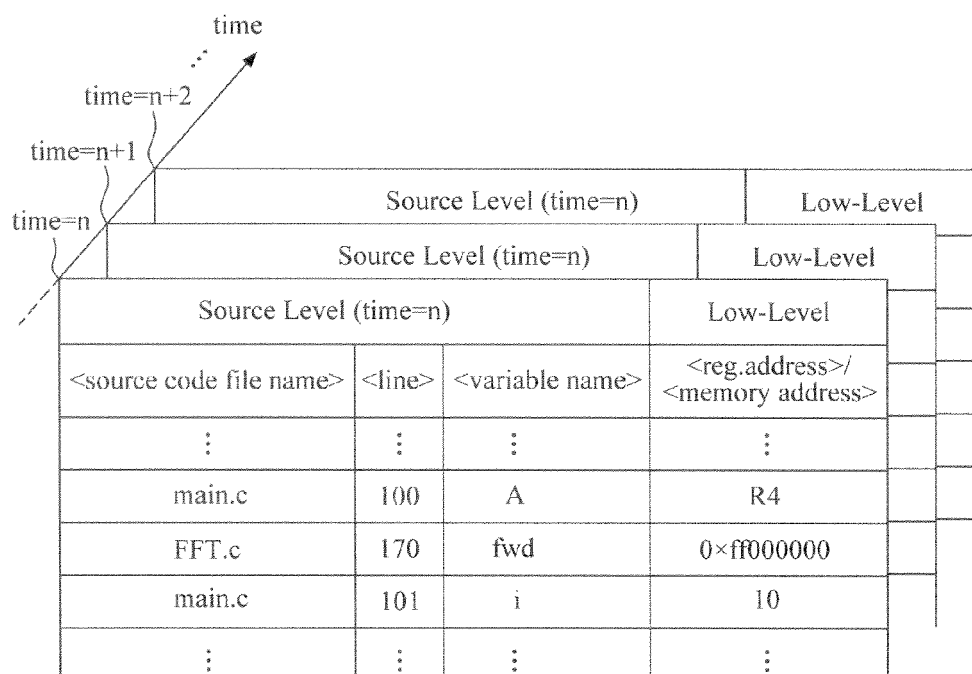 time
⋰
time=n+2
time=n+1
time=n
Source Level (time=n) Low-Level
Source Level (time=n) Low-Level
Source Level (time=n) Low-Level
<source code file name> <line> <variable name> <reg.address>/
<memory address>
⋮ ⋮ ⋮ ⋮
main.c 100 A R4
FFT.c 170 fwd 0×ff000000
main.c 101 i 10
⋮ ⋮ ⋮ ⋮